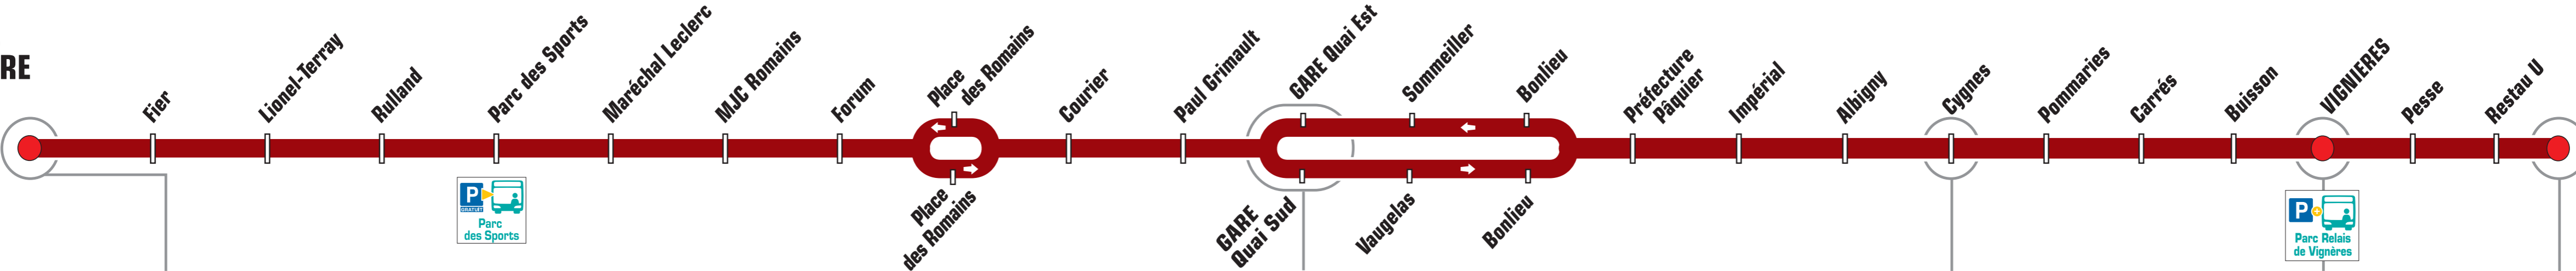 RE
Fier
Lionel-Terray
Rulland
Parc des Sports
Maréchal Leclerc
MJC Romains
Forum
Place
des Romains
Courier
Paul Grimault
GARE Quai Est
Sommeiller
Bonlieu
Préfecture
Pâquier
Impérial
Albigny
Cygnes
Pommaries
Carrés
Buisson
VIGNIERES
Pesse
Restau U
P
GRATUIT
Parc
des Sports
Place
des Romains
GARE
Quai Sud
Vaugelas
Bonlieu
P
+
Parc Relais
de Vignères